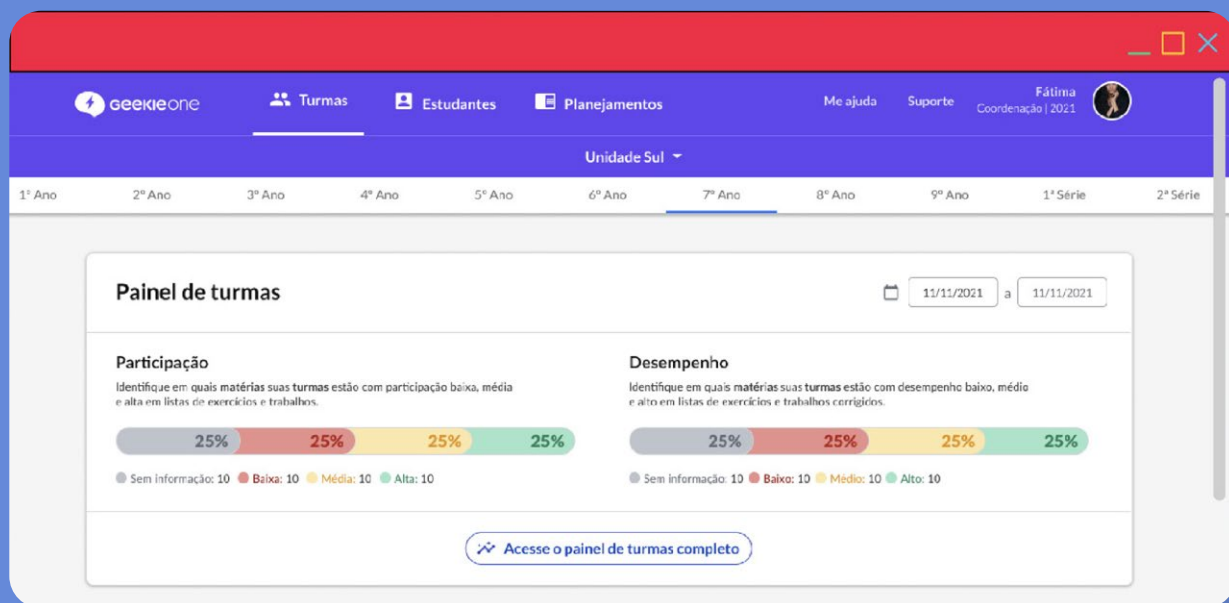 GEEKIEONE
Turmas
Estudantes
Planejamentos
Me ajuda
Suporte
Fátima
Coordenação | 2021
Unidade Sul
1º Ano
2º Ano
3º Ano
4º Ano
5º Ano
6º Ano
7º Ano
8º Ano
9º Ano
1ª Série
2ª Série
Painel de turmas
11/11/2021 a 11/11/2021
Participação
Identifique em quais matérias suas turmas estão com participação baixa, média
e alta em listas de exercícios e trabalhos.
25% 25% 25% 25%
Sem informação: 10 Baixa: 10 Média: 10 Alta: 10
Desempenho
Identifique em quais matérias suas turmas estão com desempenho baixo, médio
e alto em listas de exercícios e trabalhos corrigidos.
25% 25% 25% 25%
Sem informação: 10 Baixo: 10 Médio: 10 Alto: 10
Acesse o painel de turmas completo